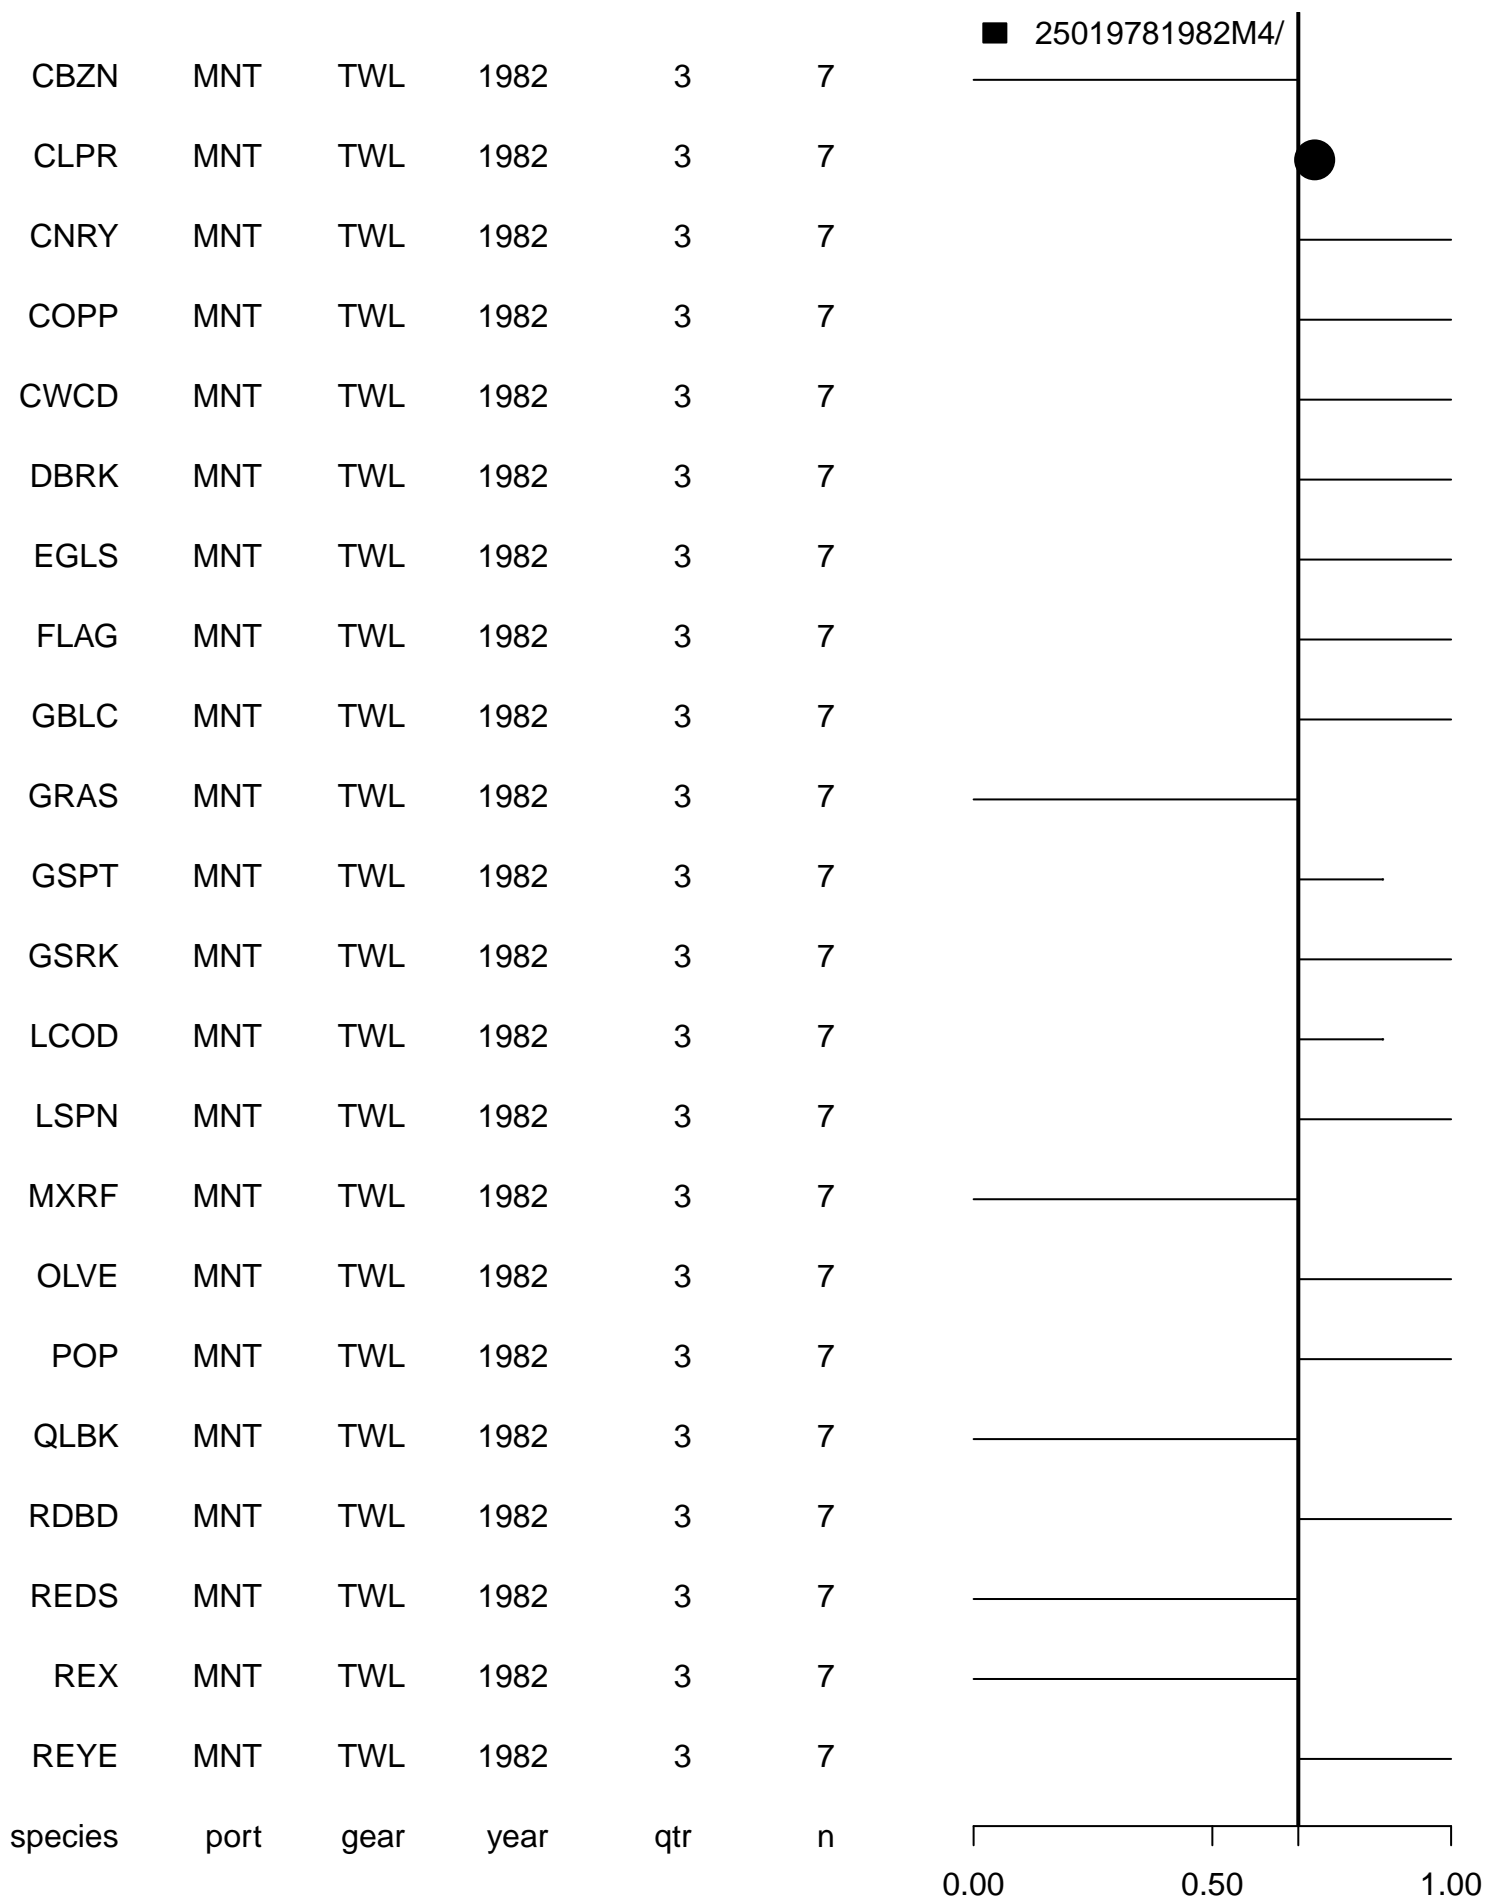 25019781982M4/
CBZN MNT TWL 1982 3 7
CLPR MNT TWL 1982 3 7
CNRY MNT TWL 1982 3 7
COPP MNT TWL 1982 3 7
CWCD MNT TWL 1982 3 7
DBRK MNT TWL 1982 3 7
EGLS MNT TWL 1982 3 7
FLAG MNT TWL 1982 3 7
GBLC MNT TWL 1982 3 7
GRAS MNT TWL 1982 3 7
GSPT MNT TWL 1982 3 7
GSRK MNT TWL 1982 3 7
LCOD MNT TWL 1982 3 7
LSPN MNT TWL 1982 3 7
MXRF MNT TWL 1982 3 7
OLVE MNT TWL 1982 3 7
POP MNT TWL 1982 3 7
QLBK MNT TWL 1982 3 7
RDBD MNT TWL 1982 3 7
REDS MNT TWL 1982 3 7
REX MNT TWL 1982 3 7
REYE MNT TWL 1982 3 7
species port gear year qtr n
0.00 0.50 1.00